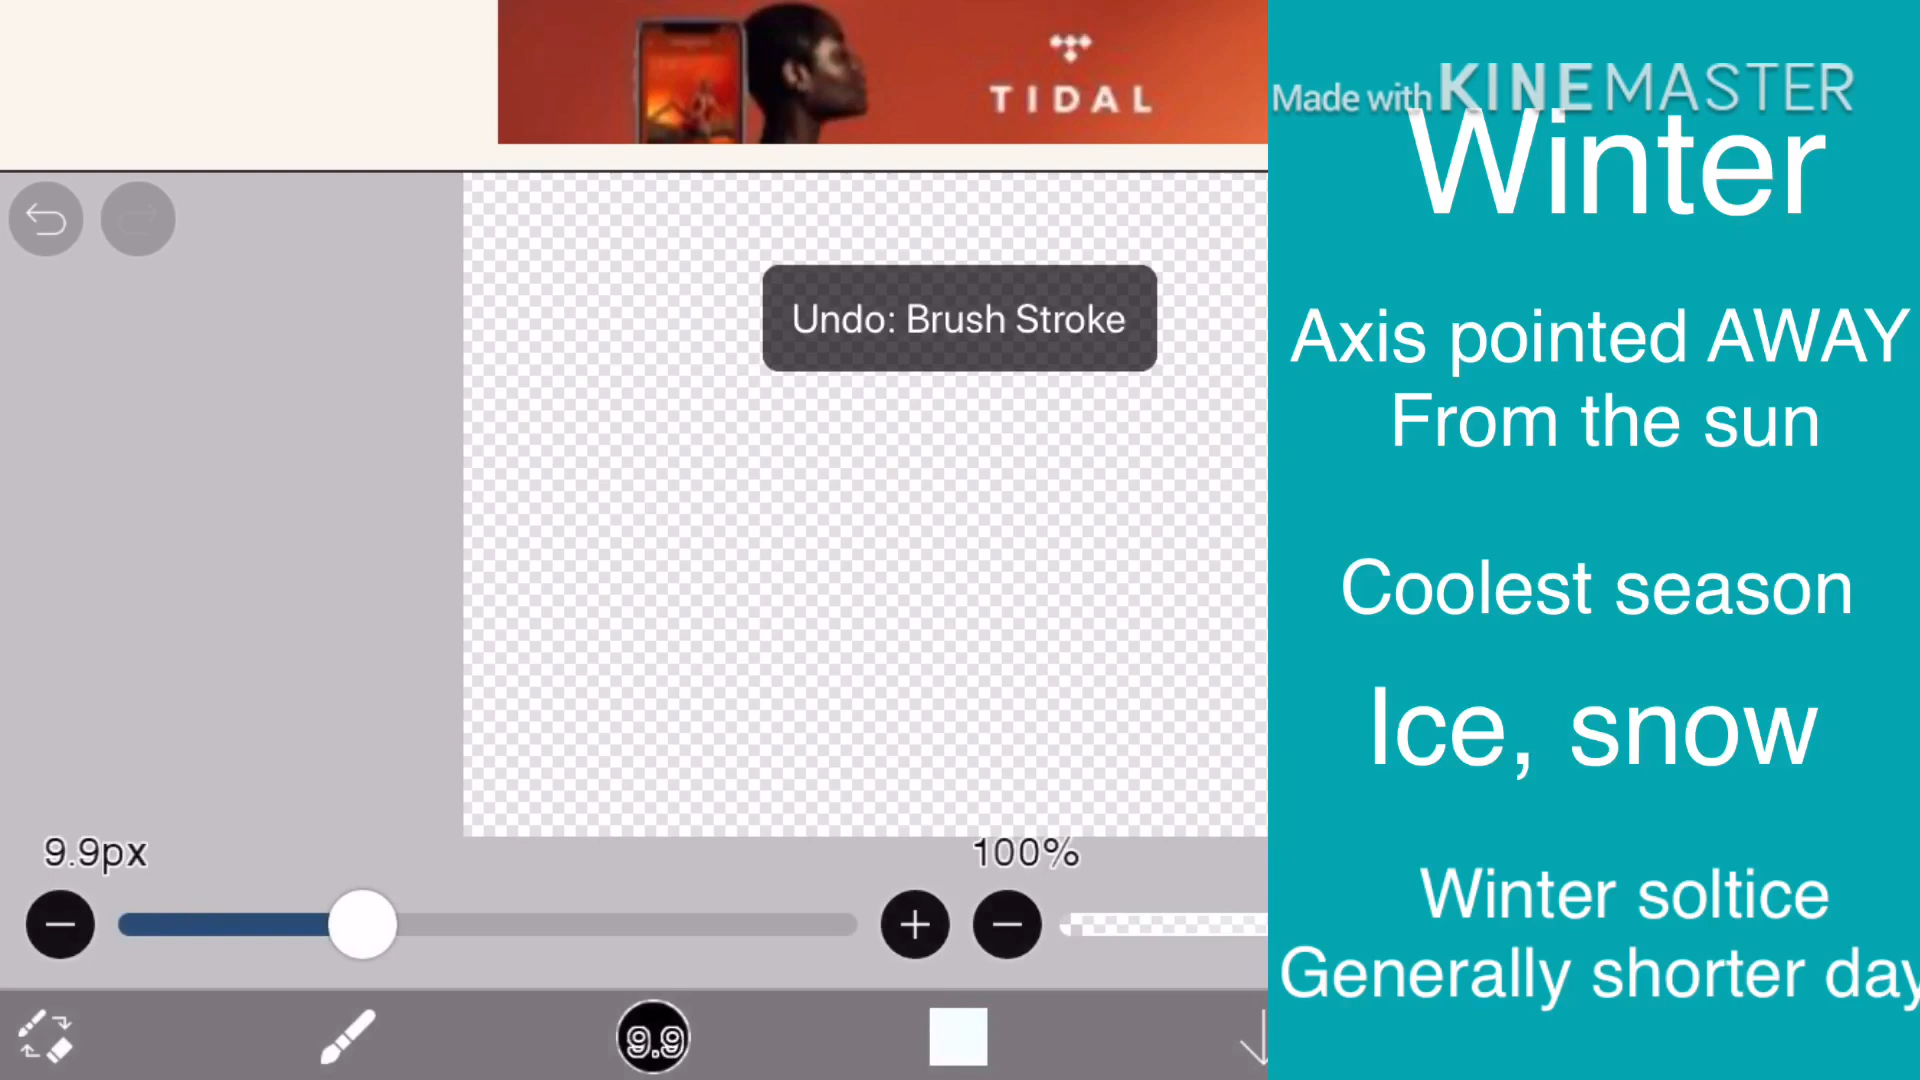 TIDAL
Made with KINEMASTER
Winter
Axis pointed AWAY
From the sun
Undo: Brush Stroke
Coolest season
Ice, snow
Winter soltice
Generally shorter day
9.9px
100%
9.9